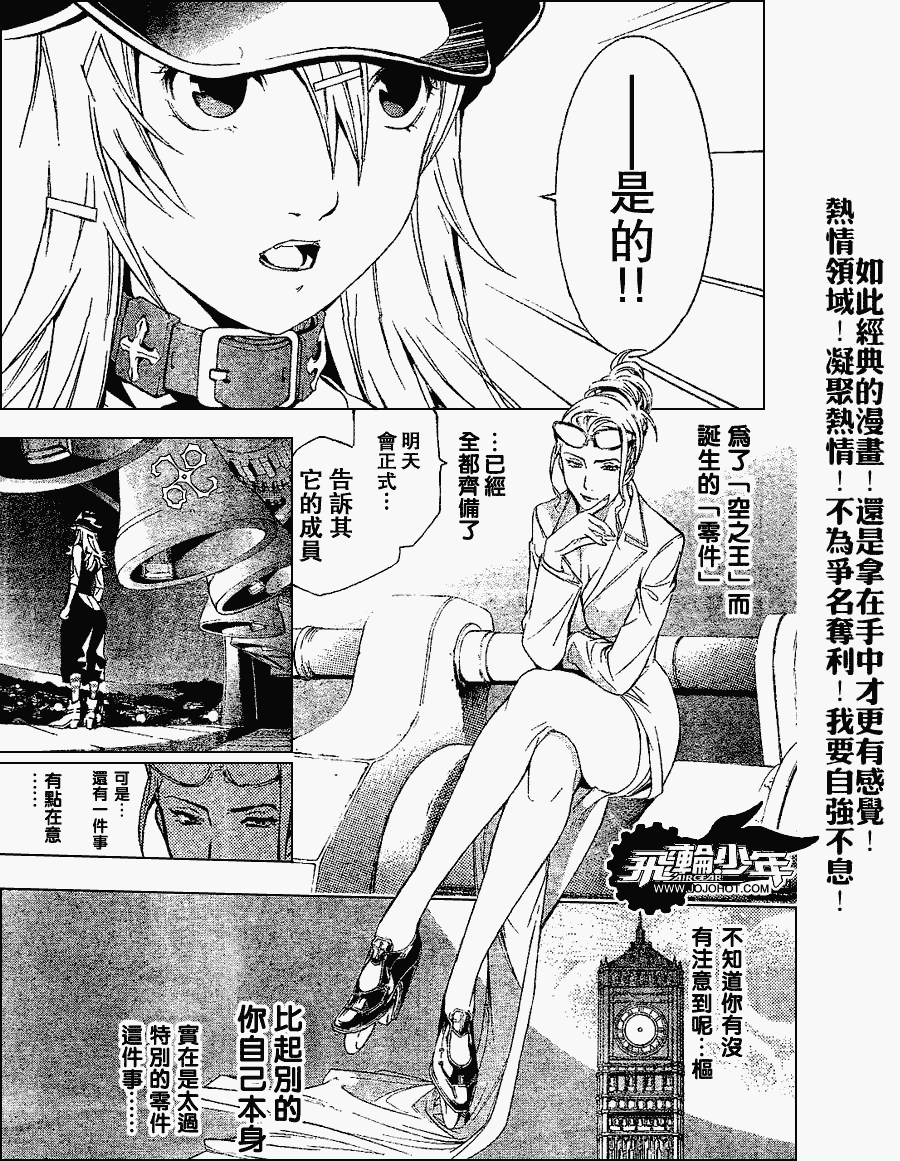 ——是的!!
為了「空之王」而
誕生的「零件」
…已經
全都齊備了
明天
會正式…
告訴其
它的成員
可是…
還有一件事
有點在意
……
不知道你有沒
有注意到呢…樞
比起別的
你自己本身
實在是太過
特別的零件
這件事……
飛輪少年
AIRGEAR
WWW.JOJOHOT.COM
如此經典的漫畫！還是拿在手中才更有感覺！
熱情領域！凝聚熱情！不為爭名奪利！我要自強不息！